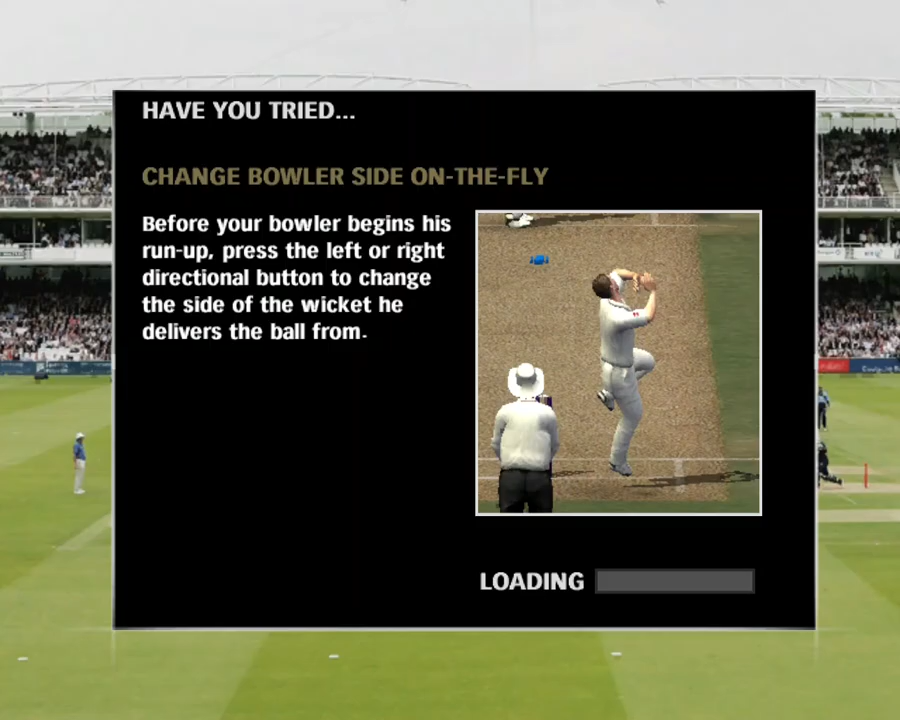 HAVE YOU TRIED...
CHANGE BOWLER SIDE ON-THE-FLY
Before your bowler begins his
run-up, press the left or right
directional button to change
the side of the wicket he
delivers the ball from.
LOADING